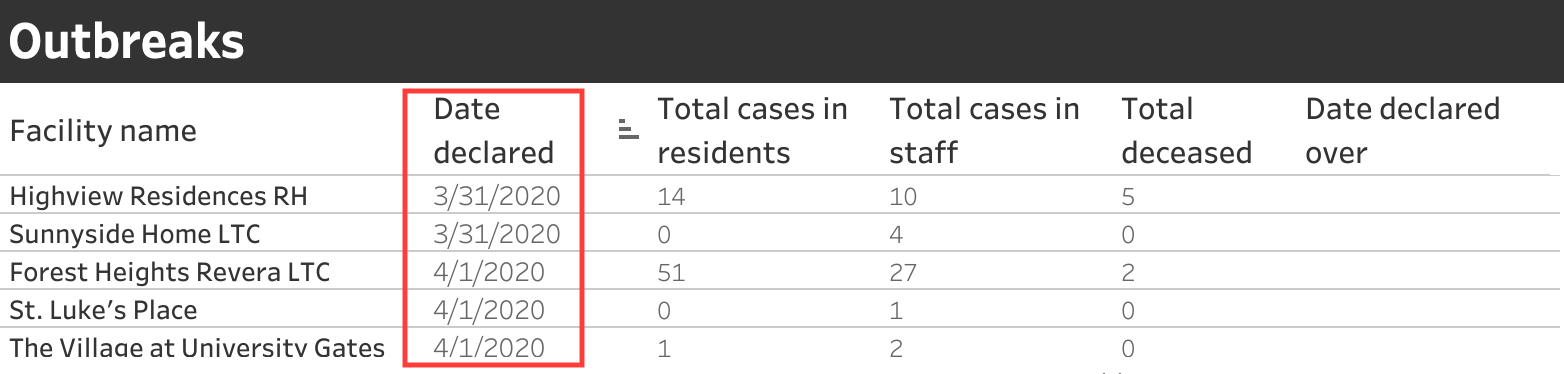 Outbreaks
Facility name Date declared Total cases in residents Total cases in staff Total deceased Date declared over
Highview Residences RH 3/31/2020 14 10 5
Sunnyside Home LTC 3/31/2020 0 4 0
Forest Heights Revera LTC 4/1/2020 51 27 2
St. Luke's Place 4/1/2020 0 1 0
The Village at University Gates 4/1/2020 1 2 0